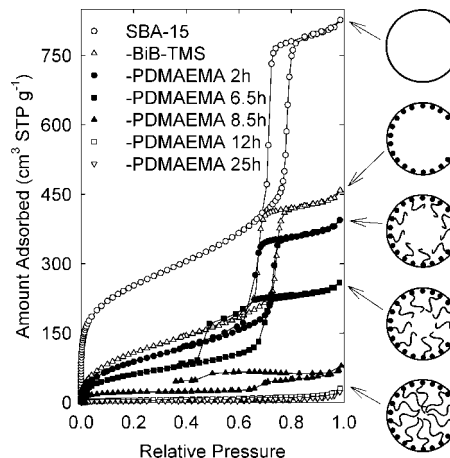 SBA-15
-BiB-TMS
-PDMAEMA 2h
-PDMAEMA 6.5h
-PDMAEMA 8.5h
-PDMAEMA 12h
-PDMAEMA 25h
Amount Adsorbed (cm³ STP g⁻¹)
750
600
450
300
150
0
0.0 0.2 0.4 0.6 0.8 1.0
Relative Pressure